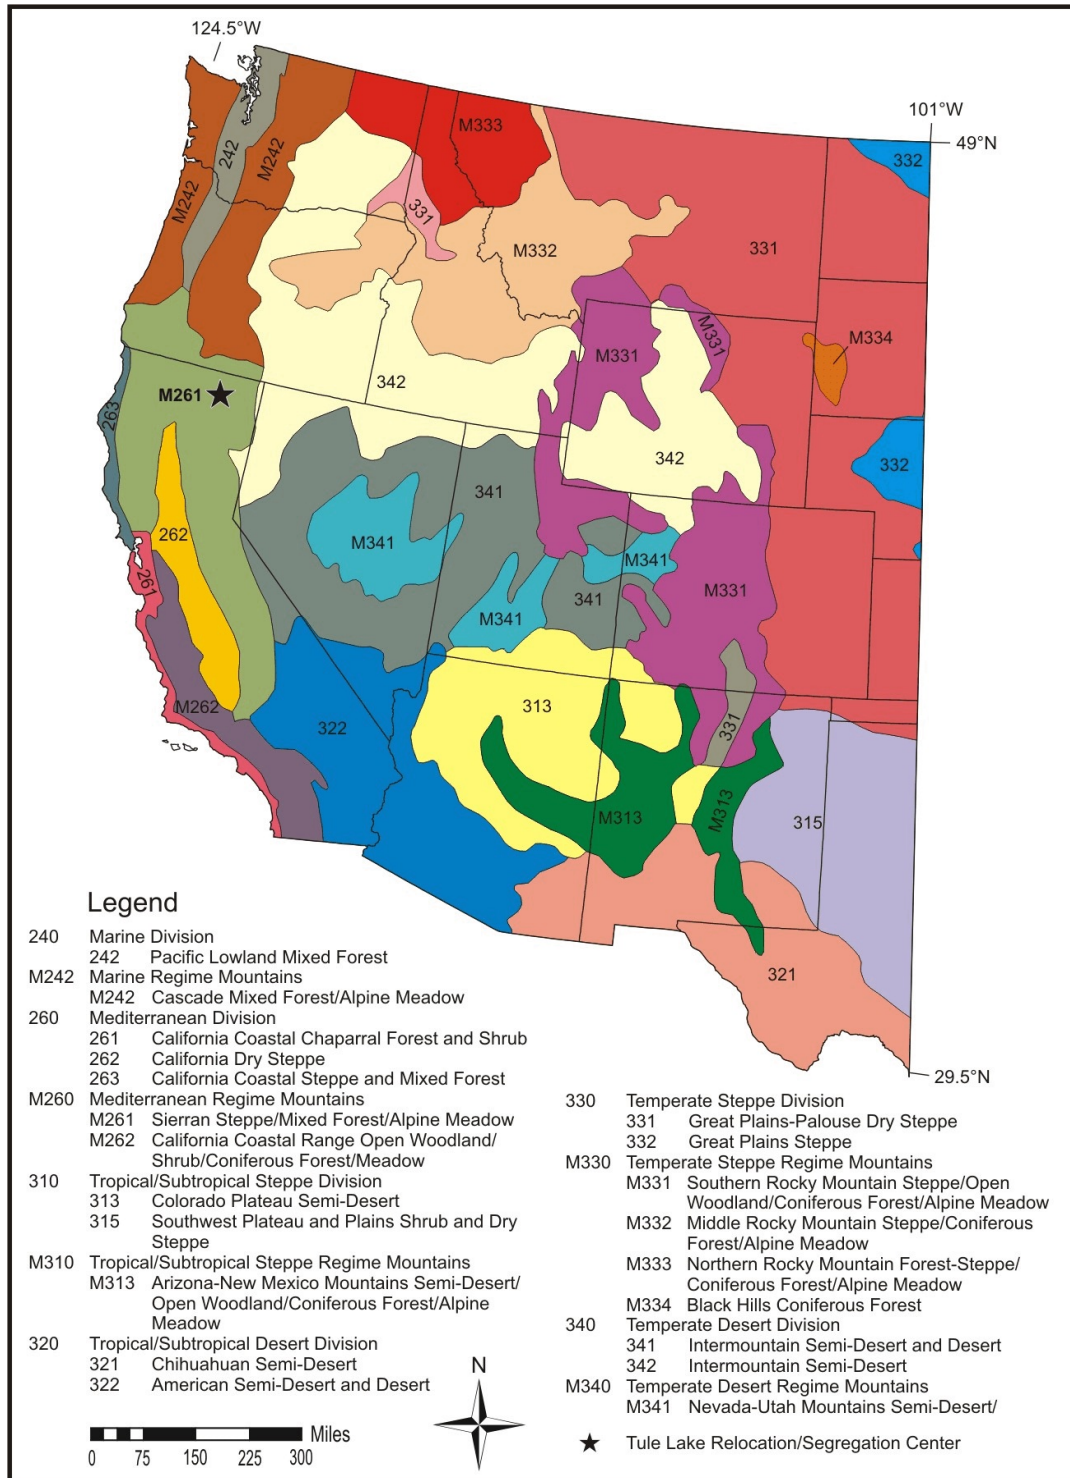 124.5°W
101°W
49°N
M333
332
242
M242
M242
331
M332
331
M331
M334
M331
342
M261
263
332
342
341
262
M341
M341
261
341
M331
M341
M262
313
322
331
M313
M313
315
321
29.5°N
Legend
240 Marine Division
242 Pacific Lowland Mixed Forest
M242 Marine Regime Mountains
M242 Cascade Mixed Forest/Alpine Meadow
260 Mediterranean Division
261 California Coastal Chaparral Forest and Shrub
262 California Dry Steppe
263 California Coastal Steppe and Mixed Forest
M260 Mediterranean Regime Mountains
M261 Sierran Steppe/Mixed Forest/Alpine Meadow
M262 California Coastal Range Open Woodland/
Shrub/Coniferous Forest/Meadow
310 Tropical/Subtropical Steppe Division
313 Colorado Plateau Semi-Desert
315 Southwest Plateau and Plains Shrub and Dry
Steppe
M310 Tropical/Subtropical Steppe Regime Mountains
M313 Arizona-New Mexico Mountains Semi-Desert/
Open Woodland/Coniferous Forest/Alpine
Meadow
320 Tropical/Subtropical Desert Division
321 Chihuahuan Semi-Desert
322 American Semi-Desert and Desert
330 Temperate Steppe Division
331 Great Plains-Palouse Dry Steppe
332 Great Plains Steppe
M330 Temperate Steppe Regime Mountains
M331 Southern Rocky Mountain Steppe/Open
Woodland/Coniferous Forest/Alpine Meadow
M332 Middle Rocky Mountain Steppe/Coniferous
Forest/Alpine Meadow
M333 Northern Rocky Mountain Forest-Steppe/
Coniferous Forest/Alpine Meadow
M334 Black Hills Coniferous Forest
340 Temperate Desert Division
341 Intermountain Semi-Desert and Desert
342 Intermountain Semi-Desert
M340 Temperate Desert Regime Mountains
M341 Nevada-Utah Mountains Semi-Desert/
Tule Lake Relocation/Segregation Center
N
Miles
0 75 150 225 300